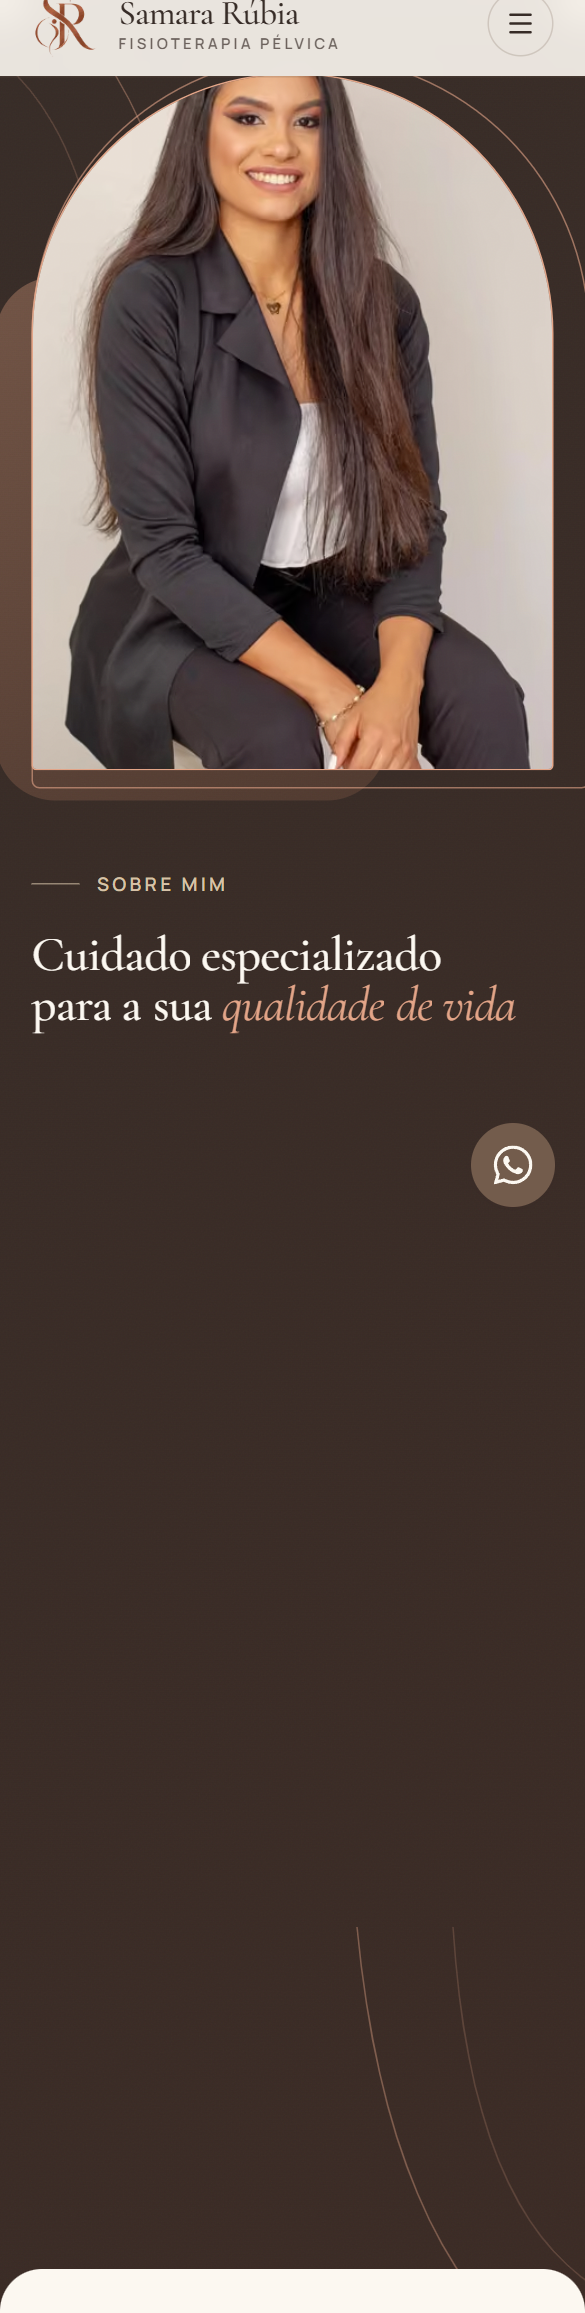 Samara Rúbia
FISIOTERAPIA PÉLVICA
SOBRE MIM
Cuidado especializado
para a sua qualidade de vida